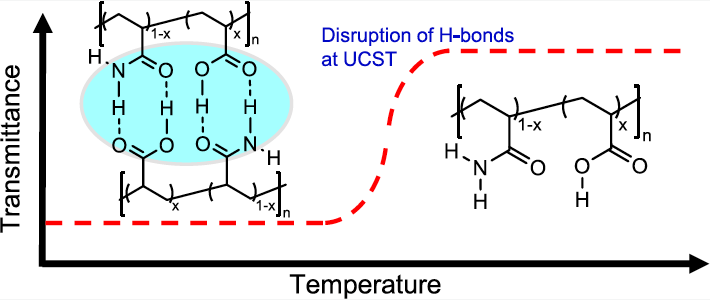 Transmittance
1-x
x
n
H
N
O
O
O
H
H
H
H
O
O
O
N
H
x
1-x
n
Disruption of H-bonds
at UCST
1-x
x
n
H
N
O
O
O
H
H
Temperature